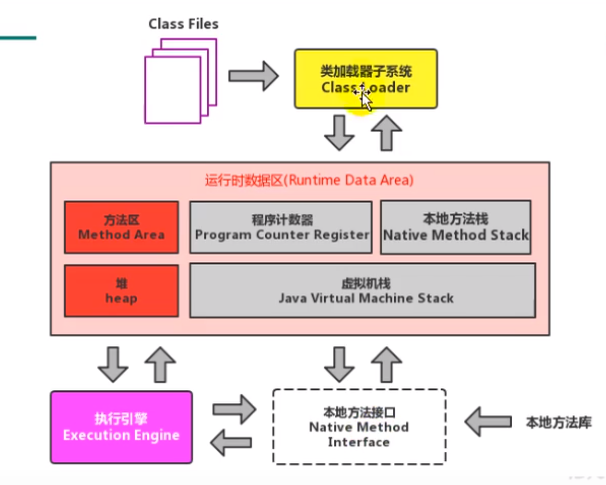 Class Files
类加载器子系统
Class Loader
运行时数据区(Runtime Data Area)
方法区
Method Area
程序计数器
Program Counter Register
本地方法栈
Native Method Stack
堆
heap
虚拟机栈
Java Virtual Machine Stack
执行引擎
Execution Engine
本地方法接口
Native Method
Interface
本地方法库